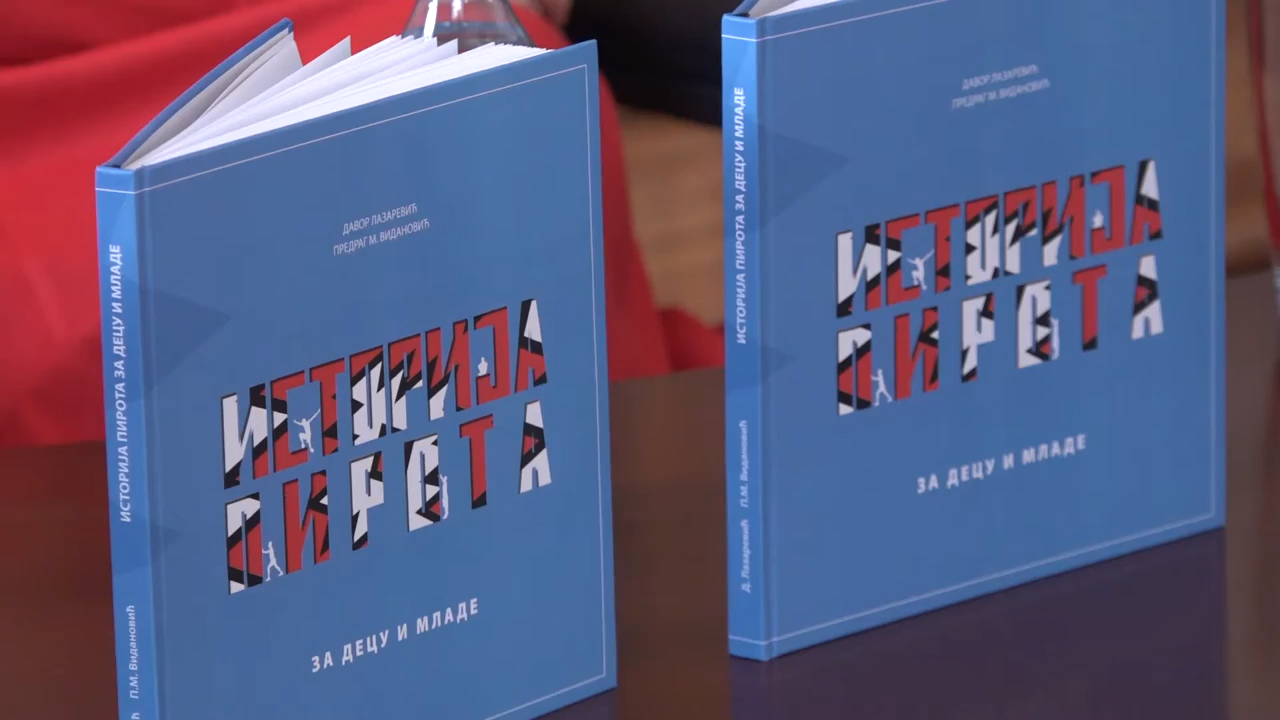 ДАВОР ЛАЗАРЕВИЋ
ПРЕДРАГ М. ВИДАНОВИЋ
ИСТОРИЈА
ПИРОТА
ЗА ДЕЦУ И МЛАДЕ
ИСТОРИЈА ПИРОТА ЗА ДЕЦУ И МЛАДЕ
П.М. Видановић
ДАВОР ЛАЗАРЕВИЋ
ПРЕДРАГ М. ВИДАНОВИЋ
ИСТОРИЈА
ПИРОТА
ЗА ДЕЦУ И МЛАДЕ
ИСТОРИЈА ПИРОТА ЗА ДЕЦУ И МЛАДЕ
Д. Лазаревић П.М. Видановић